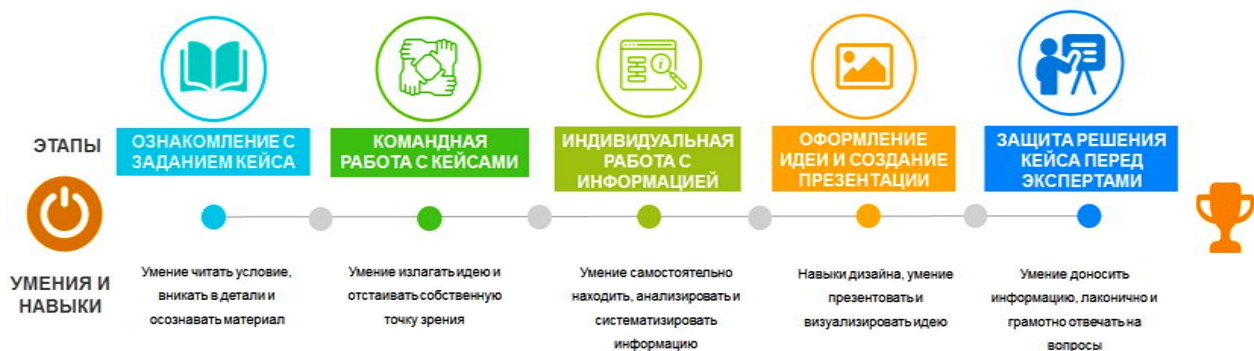 ЭТАПЫ
ОЗНАКОМЛЕНИЕ С
ЗАДАНИЕМ КЕЙСА
КОМАНДНАЯ
РАБОТА С КЕЙСАМИ
ИНДИВИДУАЛЬНАЯ
РАБОТА С
ИНФОРМАЦИЕЙ
ОФОРМЛЕНИЕ
ИДЕИ И СОЗДАНИЕ
ПРЕЗЕНТАЦИИ
ЗАЩИТА РЕШЕНИЯ
КЕЙСА ПЕРЕД
ЭКСПЕРТАМИ
УМЕНИЯ И
НАВЫКИ
Умение читать условие,
вникать в детали и
осознавать материал
Умение излагать идею и
отстаивать собственную
точку зрения
Умение самостоятельно
находить, анализировать и
систематизировать
информацию
Навыки дизайна, умение
презентовать и
визуализировать идею
Умение доносить
информацию, лаконично и
грамотно отвечать на
вопросы